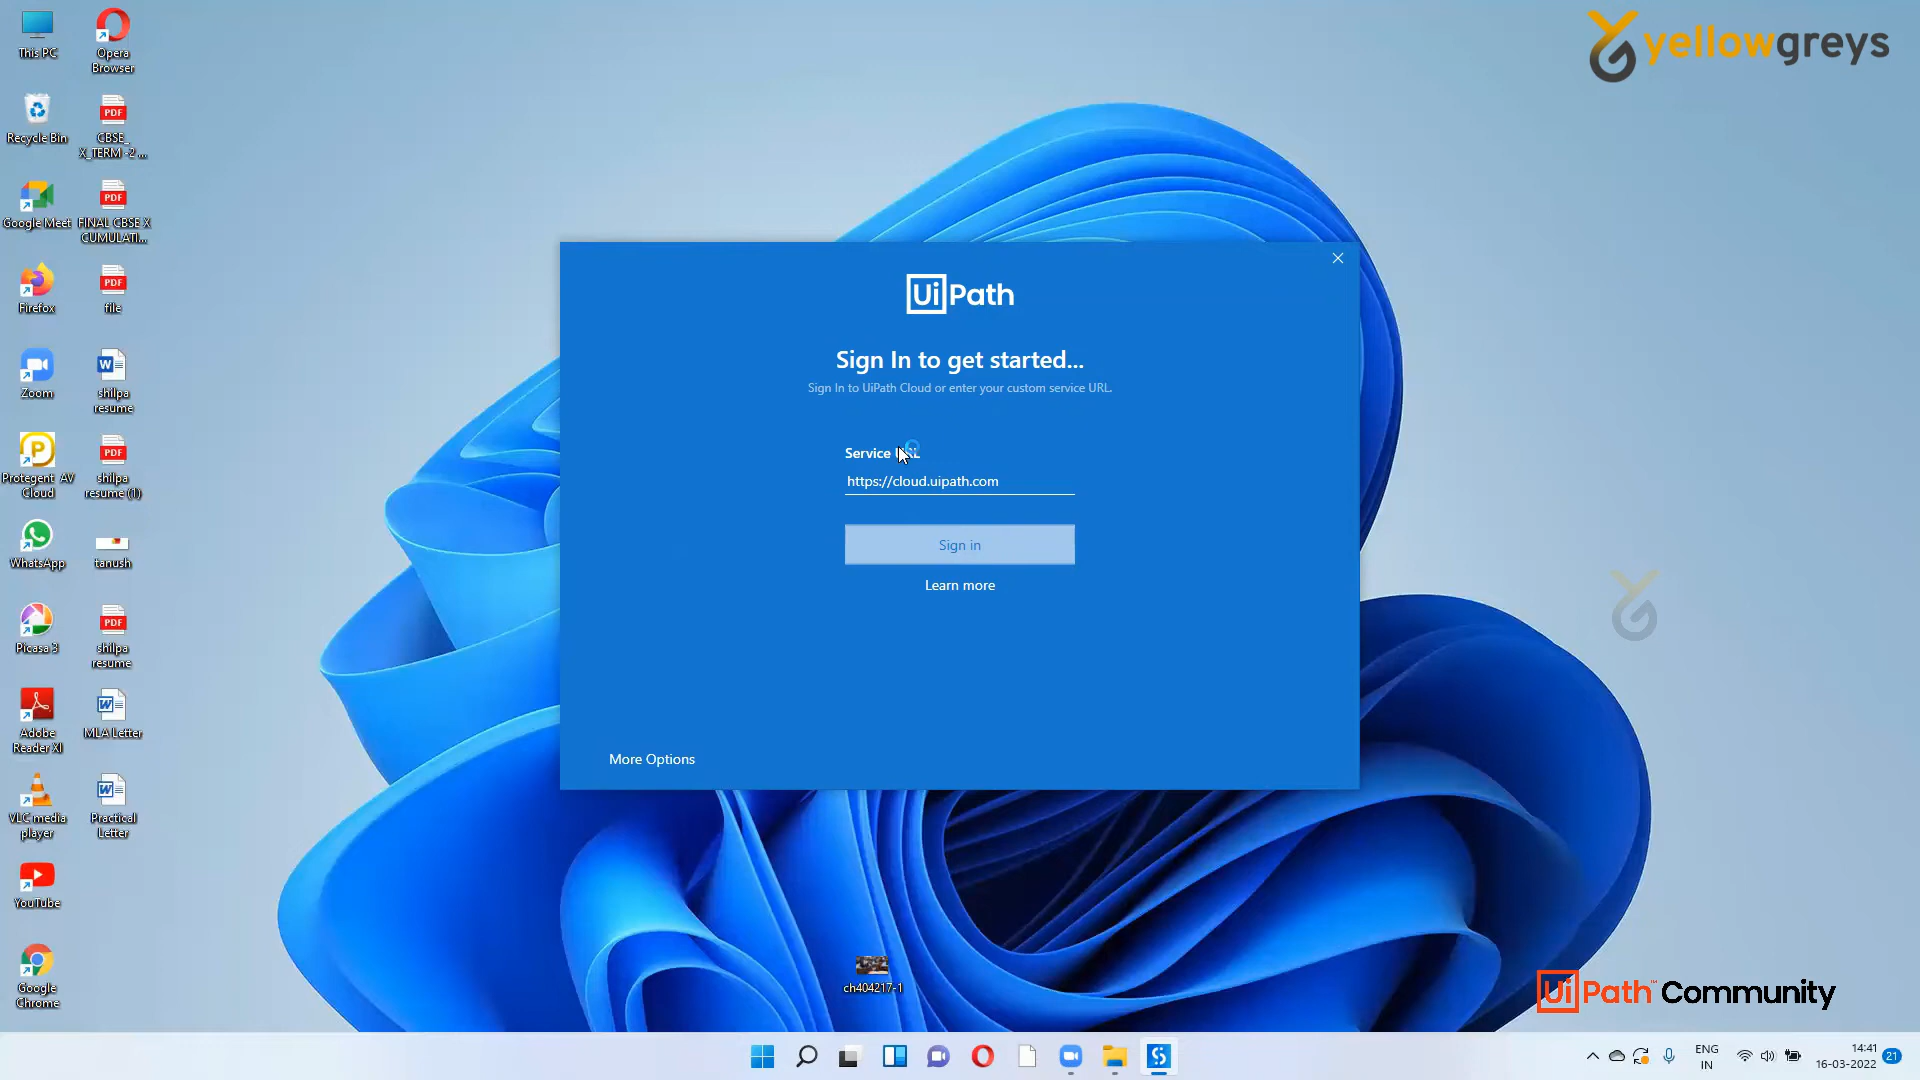 This PC
Opera
Browser
Recycle Bin
PDF
CBSE_
X_TERM -2 ...
Google Meet
PDF
FINAL CBSE X
CUMULATI...
Firefox
PDF
file
Zoom
shilpa
resume
Protegent AV
Cloud
PDF
shilpa
resume (1)
WhatsApp
tanush
Picasa 3
PDF
shilpa
resume
Adobe
Reader XI
MLA Letter
VLC media
player
Practical
Letter
YouTube
Google
Chrome
yellowgreys
UiPath
Sign In to get started...
Sign In to UiPath Cloud or enter your custom service URL.
Service URL
https://cloud.uipath.com
Sign in
Learn more
More Options
ch404217-1
UiPath™ Community
ENG
IN
14:41
16-03-2022
21